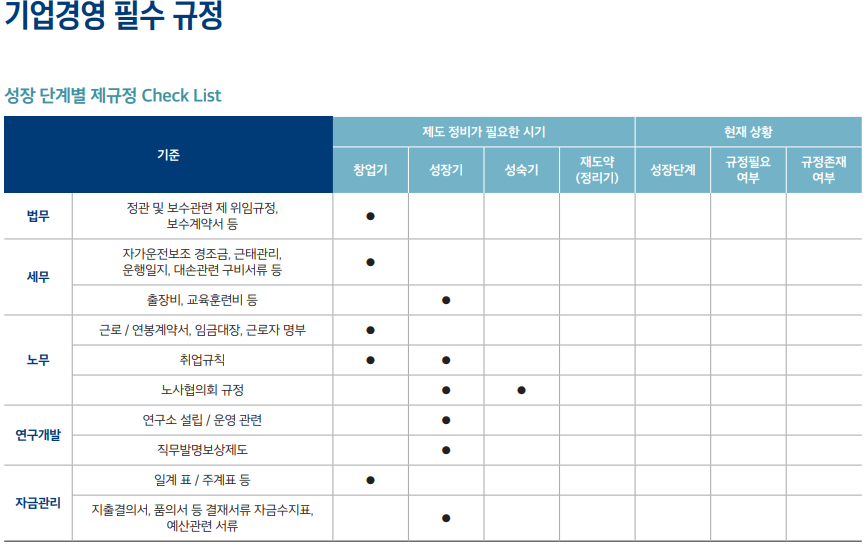 기업경영 필수 규정
성장 단계별 제규정 Check List
기준
제도 정비가 필요한 시기
현재 상황
창업기
성장기
성숙기
재도약
(정리기)
성장단계
규정필요
여부
규정존재
여부
법무
정관 및 보수관련 제 위임규정,
보수계약서 등
●
세무
자가운전보조 경조금, 근태관리,
운행일지, 대손관련 구비서류 등
●
출장비, 교육훈련비 등
●
노무
근로 / 연봉계약서, 임금대장, 근로자 명부
●
취업규칙
● ●
노사협의회 규정
● ●
연구개발
연구소 설립 / 운영 관련
●
직무발명보상제도
●
자금관리
일계 표 / 주계표 등
●
지출결의서, 품의서 등 결재서류 자금수지표,
예산관련 서류
●